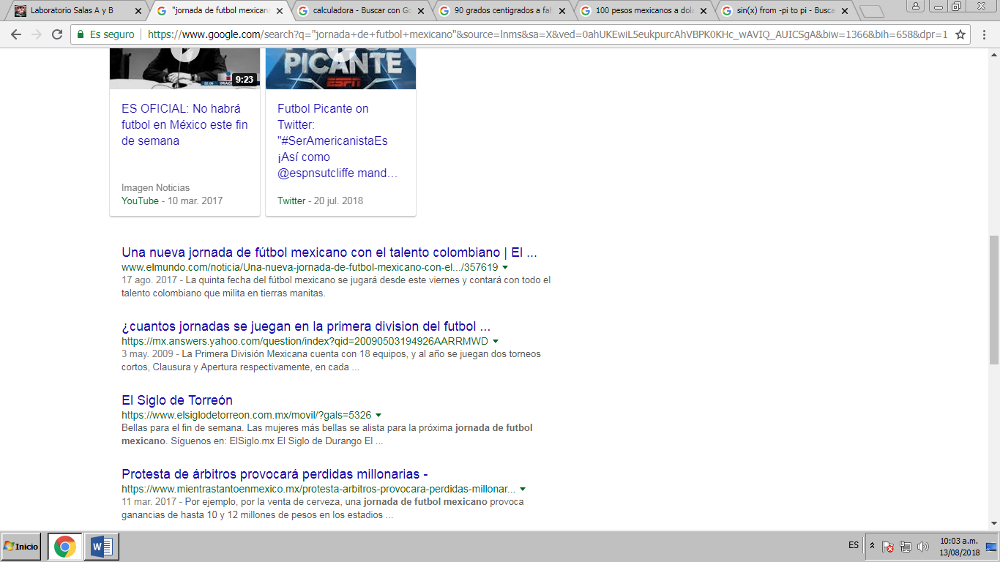 Laboratorio Salas A y B
"jornada de futbol mexicano
calculadora - Buscar con Go
90 grados centigrados a fah
100 pesos mexicanos a dola
sin(x) from -pi to pi - Busca
Es seguro
https://www.google.com/search?q="jornada+de+futbol+mexicano"&source=lnms&sa=X&ved=0ahUKEwiL5eukpurcAhVBPK0KHc_wAVIQ_AUICSgA&biw=1366&bih=658&dpr=1
9:23
PICANTE
ESPN
ES OFICIAL: No habrá
futbol en México este fin
de semana
Imagen Noticias
YouTube - 10 mar. 2017
Futbol Picante on
Twitter:
"#SerAmericanistaEs
¡Así como
@espnsutcliffe mand…
Twitter - 20 jul. 2018
Una nueva jornada de fútbol mexicano con el talento colombiano | El ...
www.elmundo.com/noticia/Una-nueva-jornada-de-futbol-mexicano-con-el.../357619
17 ago. 2017 - La quinta fecha del fútbol mexicano se jugará desde este viernes y contará con todo el
talento colombiano que milita en tierras manitas.
¿cuantos jornadas se juegan en la primera division del futbol ...
https://mx.answers.yahoo.com/question/index?qid=20090503194926AARRMWD
3 may. 2009 - La Primera División Mexicana cuenta con 18 equipos, y al año se juegan dos torneos
cortos, Clausura y Apertura respectivamente, en cada ...
El Siglo de Torreón
https://www.elsiglodetorreon.com.mx/movil/?gals=5326
Bellas para el fin de semana. Las mujeres más bellas se alista para la próxima jornada de futbol
mexicano. Síguenos en: ElSiglo.mx El Siglo de Durango El ...
Protesta de árbitros provocará perdidas millonarias -
https://www.mientrastantoenmexico.mx/protesta-arbitros-provocara-perdidas-millonar...
11 mar. 2017 - Por ejemplo, por la venta de cerveza, una jornada de futbol mexicano provoca
ganancias de hasta 10 y 12 millones de pesos en los estadios ...
Inicio
ES
10:03 a.m.
13/08/2018